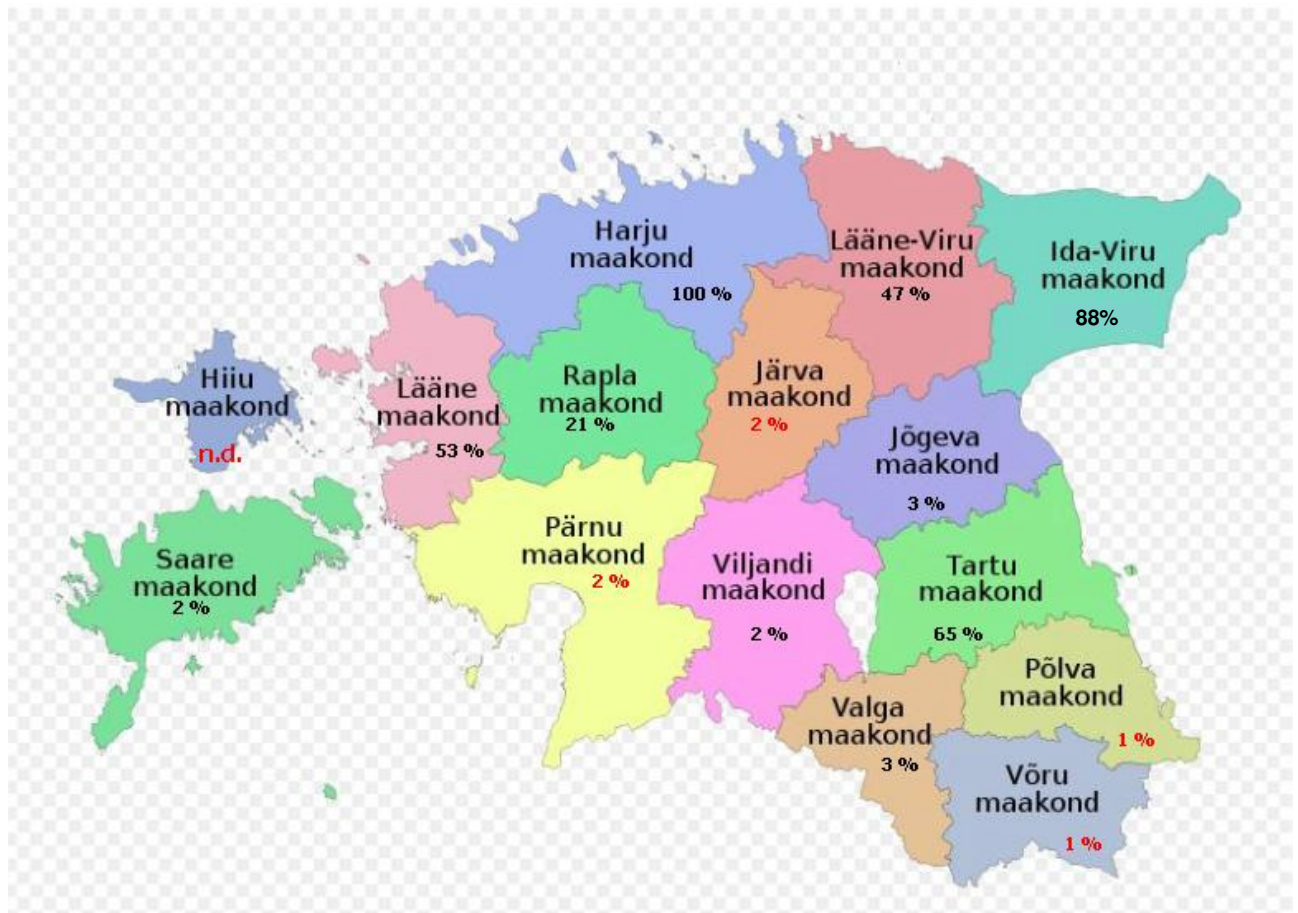 Harju
maakond
100 %
Lääne-Viru
maakond
47 %
Ida-Viru
maakond
88%
Hiiu
maakond
n.d.
Lääne
maakond
53 %
Rapla
maakond
21 %
Järva
maakond
2 %
Jõgeva
maakond
3 %
Saare
maakond
2 %
Pärnu
maakond
2 %
Viljandi
maakond
2 %
Tartu
maakond
65 %
Põlva
maakond
1 %
Valga
maakond
3 %
Võru
maakond
1 %